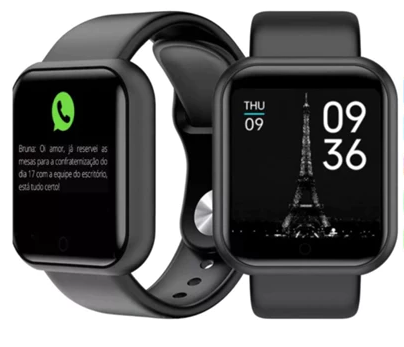 Bruna: Oi amor, já reservei as
mesas para a confraternização do
dia 17 com a equipe do escritório,
está tudo certo!
THU
09
09
36